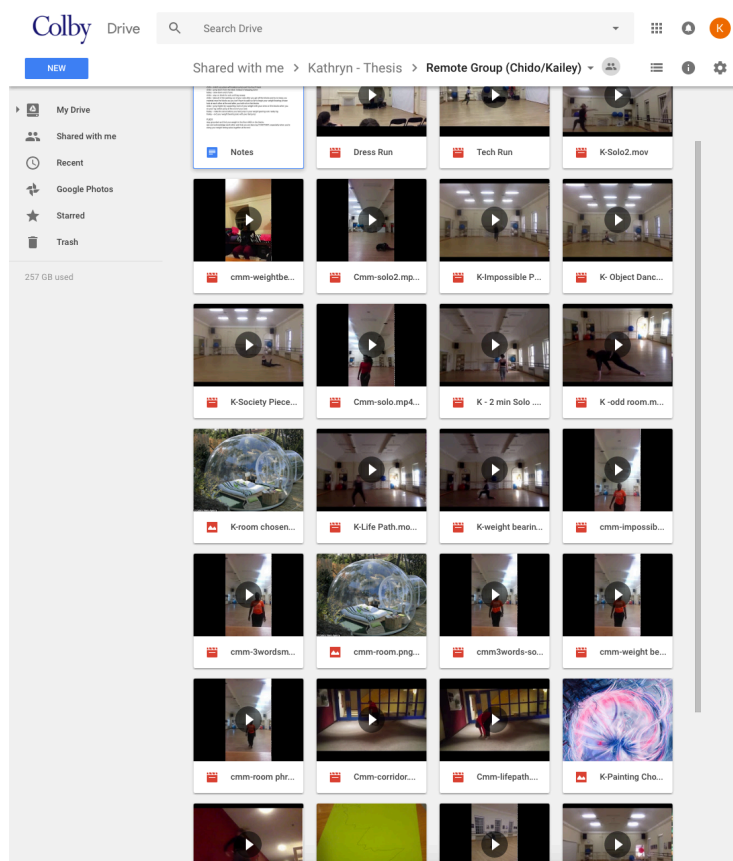 Colby Drive Search Drive
K
NEW
Shared with me > Kathryn - Thesis > Remote Group (Chido/Kailey)
My Drive
Shared with me
Recent
Google Photos
Starred
Trash
257 GB used
Notes
Dress Run
Tech Run
K-Solo2.mov
cmm-weightbe...
Cmm-solo2.mp...
K-Impossible P...
K- Object Danc...
K-Society Piece...
Cmm-solo.mp4...
K - 2 min Solo ....
K -odd room.m...
K-room chosen...
K-Life Path.mo...
K-weight bearin...
cmm-impossib...
cmm-3wordsm...
cmm-room.png...
cmm3words-so...
cmm-weight be...
cmm-room phr...
Cmm-corridor....
Cmm-lifepath....
K-Painting Cho...